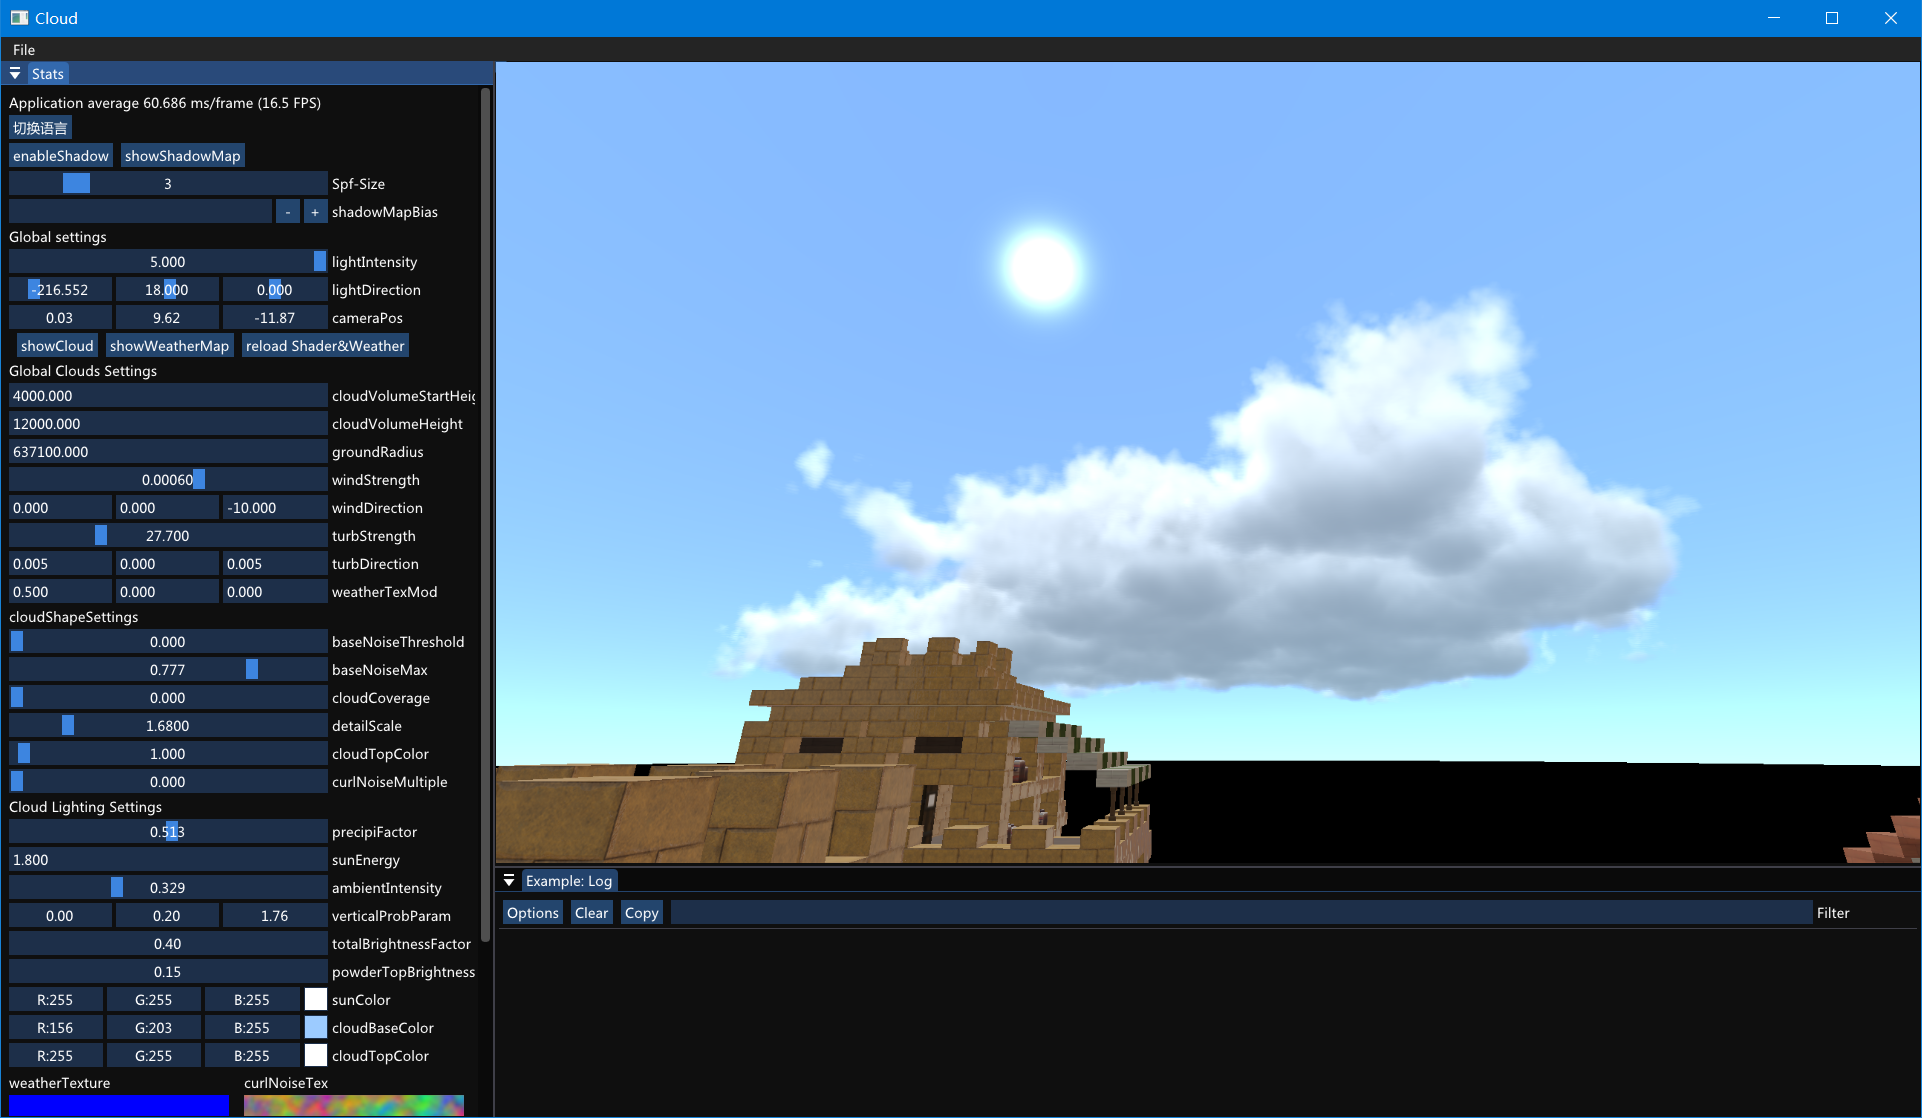 Cloud
File
Stats
Application average 60.686 ms/frame (16.5 FPS)
切换语言
enableShadow showShadowMap
3 Spf-Size
- + shadowMapBias
Global settings
5.000 lightIntensity
-216.552 18.000 0.000 lightDirection
0.03 9.62 -11.87 cameraPos
showCloud showWeatherMap reload Shader&Weather
Global Clouds Settings
4000.000 cloudVolumeStartHeig
12000.000 cloudVolumeHeight
637100.000 groundRadius
0.00060 windStrength
0.000 0.000 -10.000 windDirection
27.700 turbStrength
0.005 0.000 0.005 turbDirection
0.500 0.000 0.000 weatherTexMod
cloudShapeSettings
0.000 baseNoiseThreshold
0.777 baseNoiseMax
0.000 cloudCoverage
1.6800 detailScale
1.000 cloudTopColor
0.000 curlNoiseMultiple
Cloud Lighting Settings
0.513 precipiFactor
1.800 sunEnergy
0.329 ambientIntensity
0.00 0.20 1.76 verticalProbParam
0.40 totalBrightnessFactor
0.15 powderTopBrightness
R:255 G:255 B:255 sunColor
R:156 G:203 B:255 cloudBaseColor
R:255 G:255 B:255 cloudTopColor
weatherTexture curlNoiseTex
Example: Log
Options Clear Copy Filter